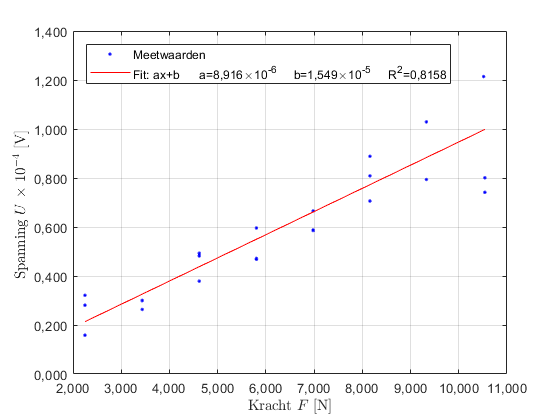 1,400
1,200
1,000
0,800
0,600
0,400
0,200
0,000
Spanning U × 10⁻⁴ [V]
Meetwaarden
Fit: ax+b a=8,916×10⁻⁶ b=1,549×10⁻⁵ R²=0,8158
2,000 3,000 4,000 5,000 6,000 7,000 8,000 9,000 10,000 11,000
Kracht F [N]